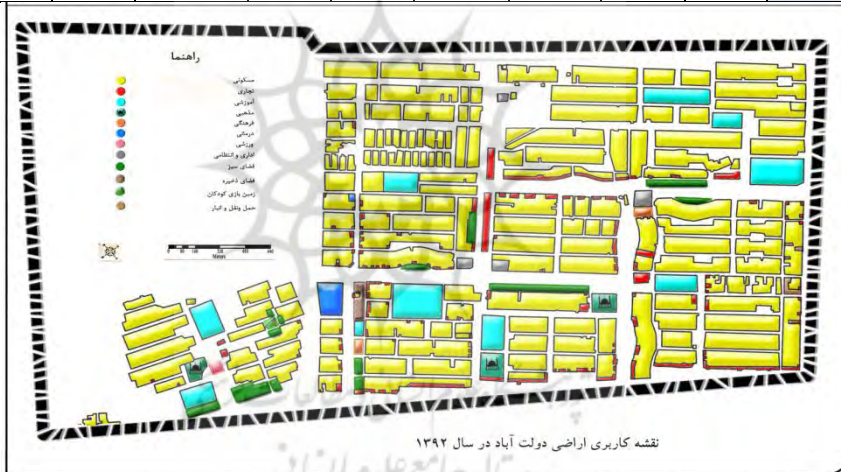 راهنما
مسکونی
تجاری
آموزشی
مذهبی
فرهنگی
درمانی
ورزشی
اداری و انتظامی
فضای سبز
فضای ذخیره
زمین بازی کودکان
حمل ونقل و انبار
Meters
نقشه کاربری اراضی دولت آباد در سال ۱۳۹۲